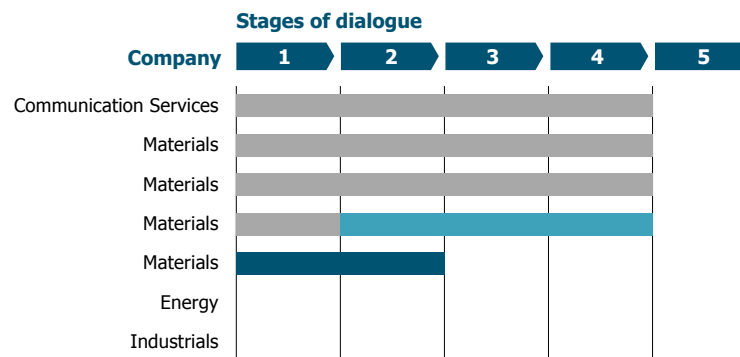 Stages of dialogue
Company 1 2 3 4 5
Communication Services
Materials
Materials
Materials
Materials
Energy
Industrials